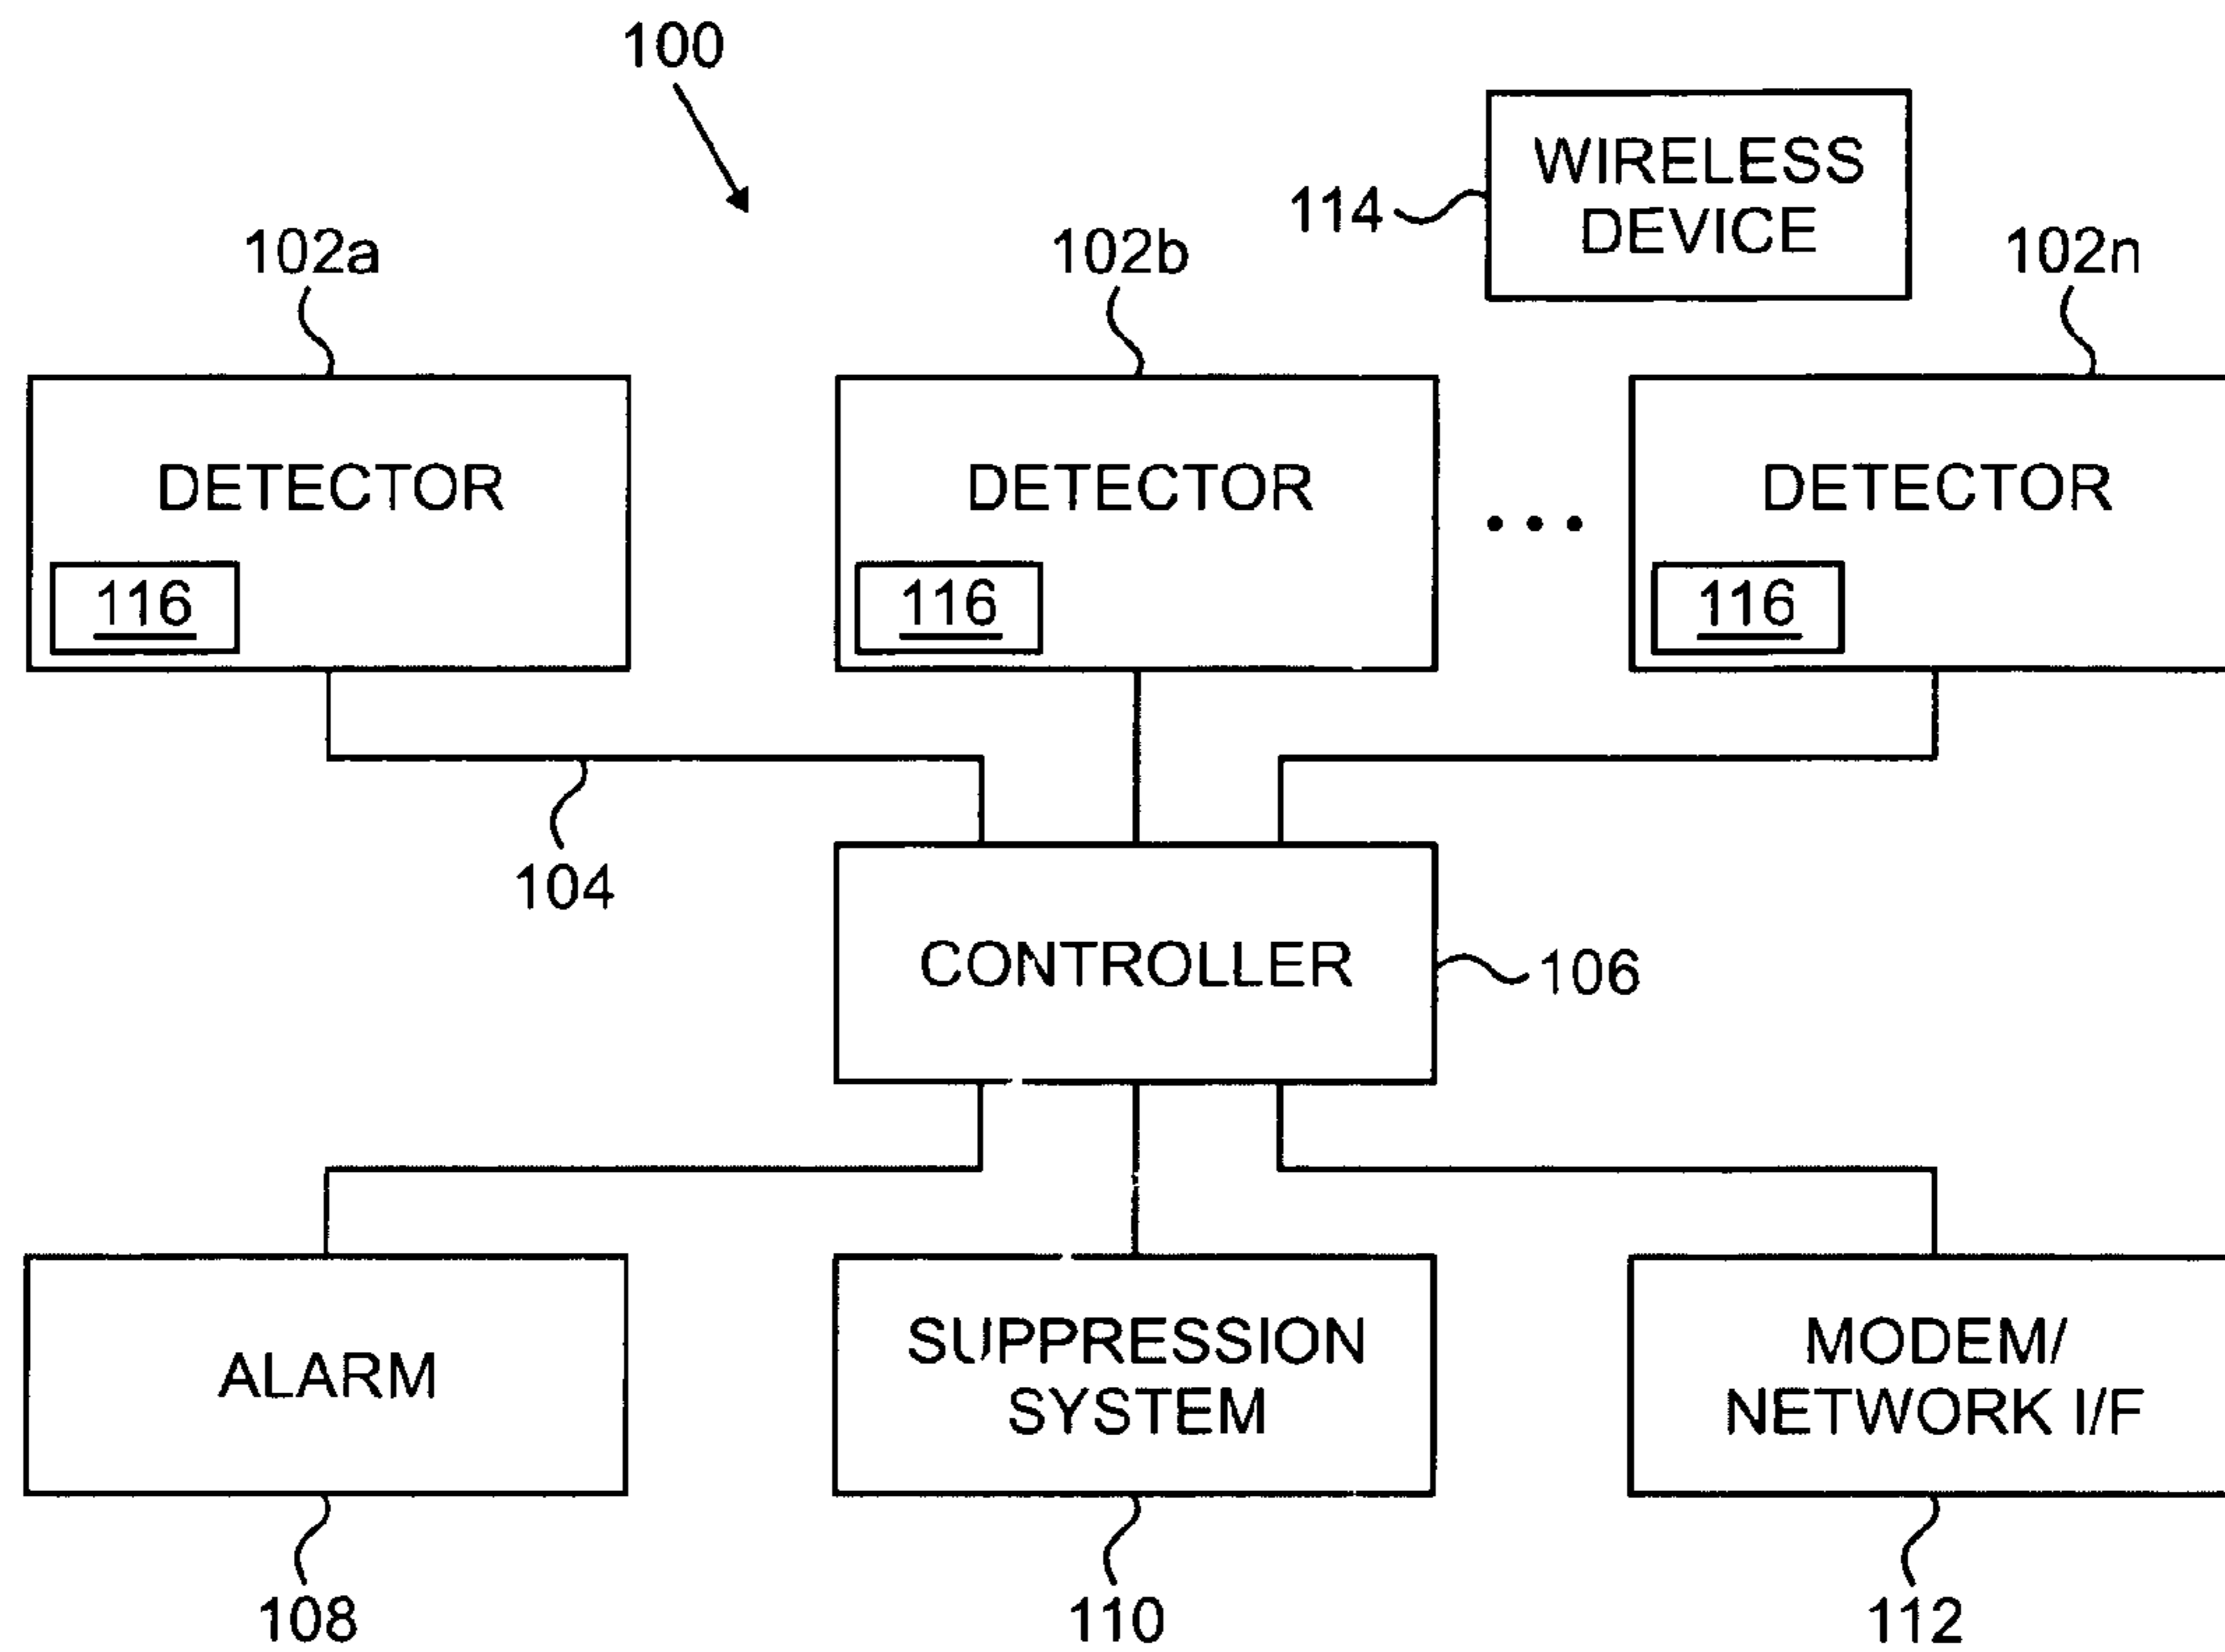 100
WIRELESS
DEVICE
114
102a
102b
102n
DETECTOR
DETECTOR
DETECTOR
116
116
116
104
CONTROLLER
106
ALARM
SUPPRESSION
SYSTEM
MODEM/
NETWORK I/F
108
110
112